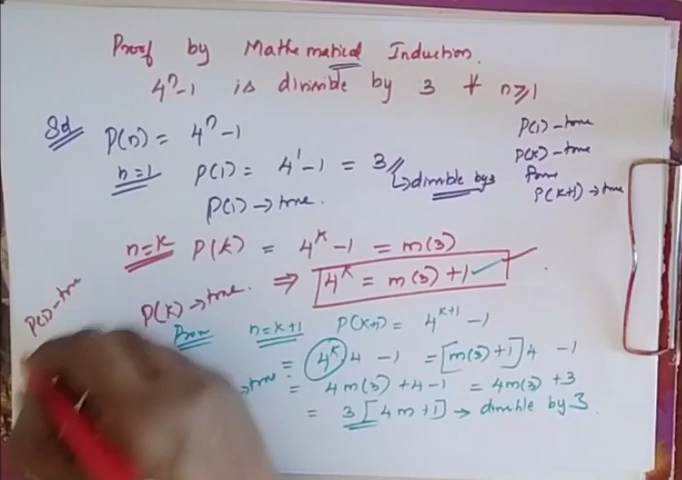 Proof by Mathematical Induction.
4ⁿ-1 is divisible by 3 ∀ n⩾1
Sol P(n) = 4ⁿ-1
n=1 P(1) = 4¹-1 = 3
↳ divisible by 3
P(1) → true.
P(1) - true
P(k) - true
Prove
P(k+1) → true
n=k P(k) = 4ᵏ-1 = m(3)
P(k) → true. ⇒ 4ᵏ = m(3)+1 ✓
P(1) - true
Prove n=k+1 P(k+1) = 4ᵏ⁺¹-1
= 4ᵏ.4 -1 = [m(3)+1]4 -1
→ true = 4m(3)+4-1 = 4m(3)+3
= 3[4m+1] → divisible by 3.